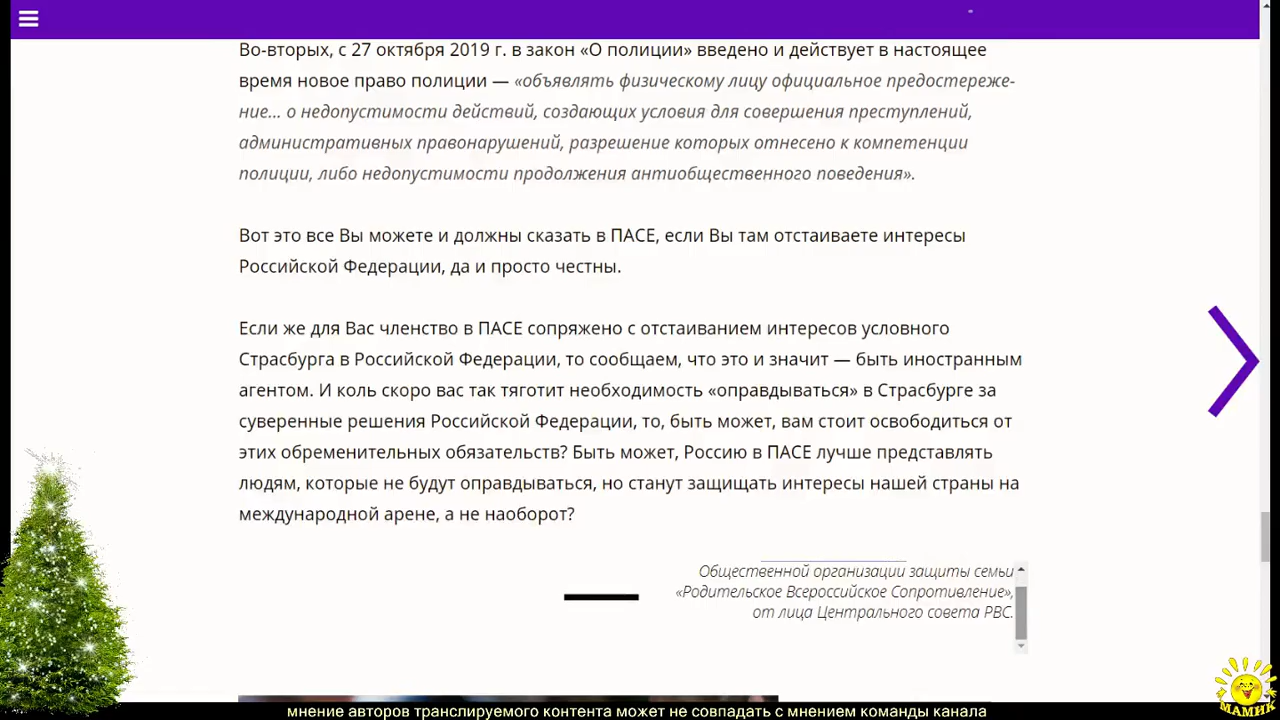 Во-вторых, с 27 октября 2019 г. в закон «О полиции» введено и действует в настоящее
время новое право полиции — «объявлять физическому лицу официальное предостереже-
ние... о недопустимости действий, создающих условия для совершения преступлений,
административных правонарушений, разрешение которых отнесено к компетенции
полиции, либо недопустимости продолжения антиобщественного поведения».
Вот это все Вы можете и должны сказать в ПАСЕ, если Вы там отстаиваете интересы
Российской Федерации, да и просто честны.
Если же для Вас членство в ПАСЕ сопряжено с отстаиванием интересов условного
Страсбурга в Российской Федерации, то сообщаем, что это и значит — быть иностранным
агентом. И коль скоро вас так тяготит необходимость «оправдываться» в Страсбурге за
суверенные решения Российской Федерации, то, быть может, вам стоит освободиться от
этих обременительных обязательств? Быть может, Россию в ПАСЕ лучше представлять
людям, которые не будут оправдываться, но станут защищать интересы нашей страны на
международной арене, а не наоборот?
Общественной организации защиты семьи
«Родительское Всероссийское Сопротивление»,
от лица Центрального совета РВС.
МАМИК
мнение авторов транслируемого контента может не совпадать с мнением команды канала